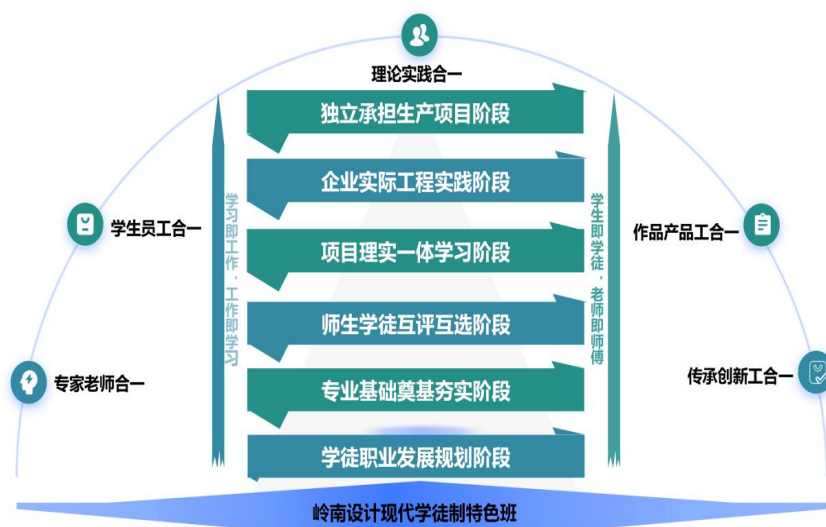 理论实践合一
独立承担生产项目阶段
企业实际工程实践阶段
学生员工合一
作品产品工合一
项目理实一体学习阶段
学习即工作，工作即学习
学生即学徒，老师即师傅
师生学徒互评互选阶段
专家老师合一
传承创新工合一
专业基础奠基夯实阶段
学徒职业发展规划阶段
岭南设计现代学徒制特色班